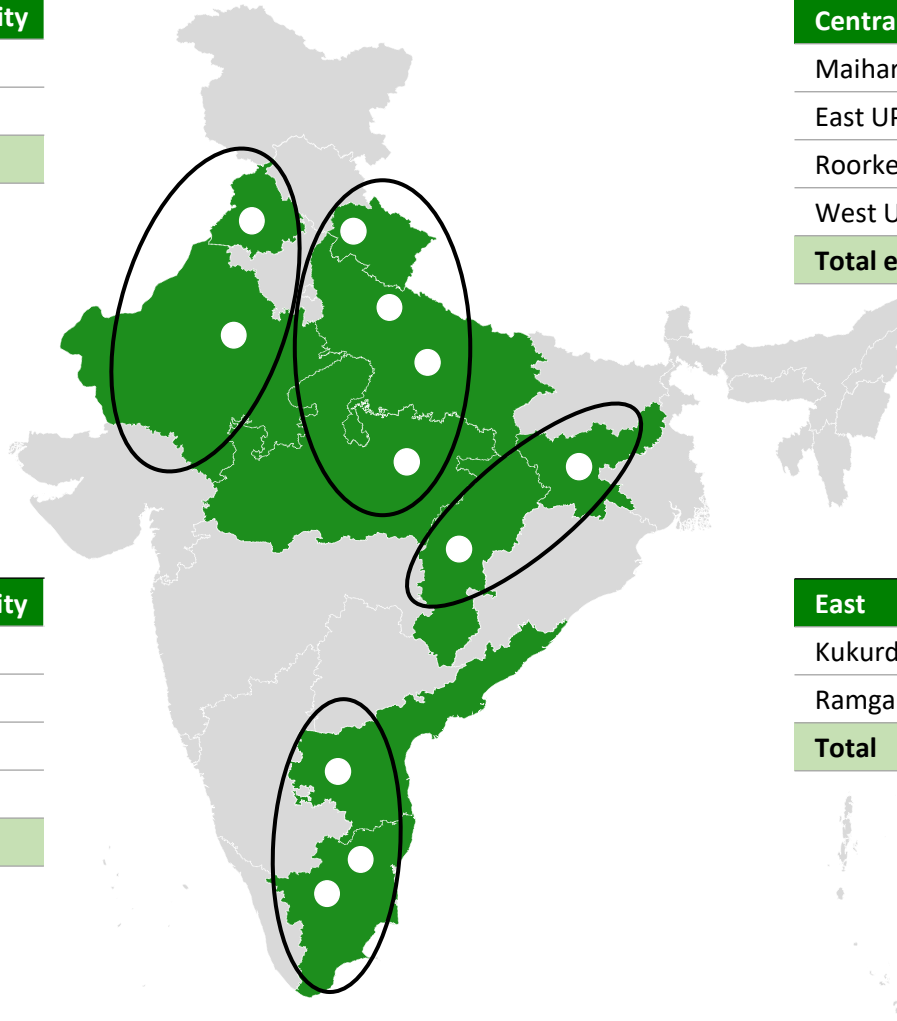 ity
Centra
Maihar
East UP
Roorke
West U
Total e
ity
East
Kukurd
Ramga
Total